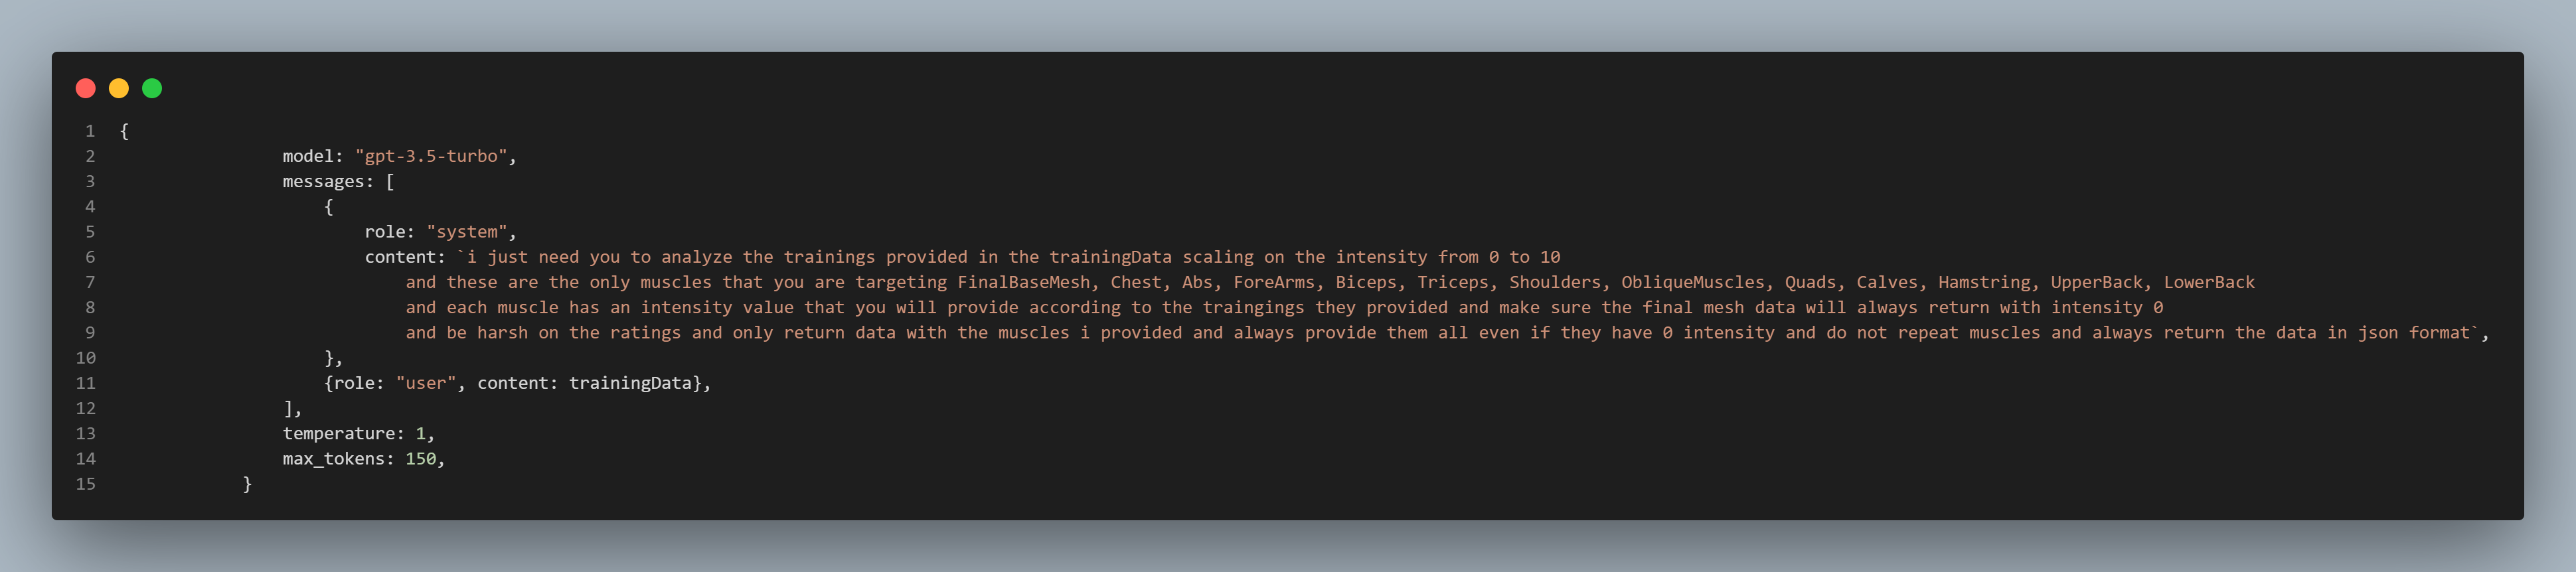 1 {
2 model: "gpt-3.5-turbo",
3 messages: [
4 {
5 role: "system",
6 content: `i just need you to analyze the trainings provided in the trainingData scaling on the intensity from 0 to 10
7 and these are the only muscles that you are targeting FinalBaseMesh, Chest, Abs, ForeArms, Biceps, Triceps, Shoulders, ObliqueMuscles, Quads, Calves, Hamstring, UpperBack, LowerBack
8 and each muscle has an intensity value that you will provide according to the traingings they provided and make sure the final mesh data will always return with intensity 0
9 and be harsh on the ratings and only return data with the muscles i provided and always provide them all even if they have 0 intensity and do not repeat muscles and always return the data in json format`,
10 },
11 {role: "user", content: trainingData},
12 ],
13 temperature: 1,
14 max_tokens: 150,
15 }